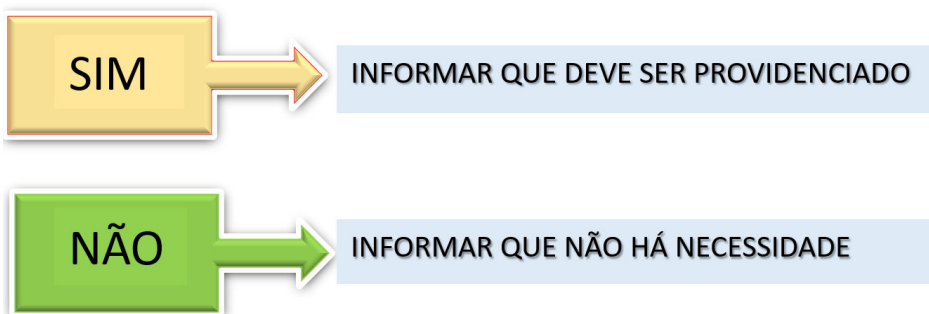 SIM
INFORMAR QUE DEVE SER PROVIDENCIADO
NÃO
INFORMAR QUE NÃO HÁ NECESSIDADE